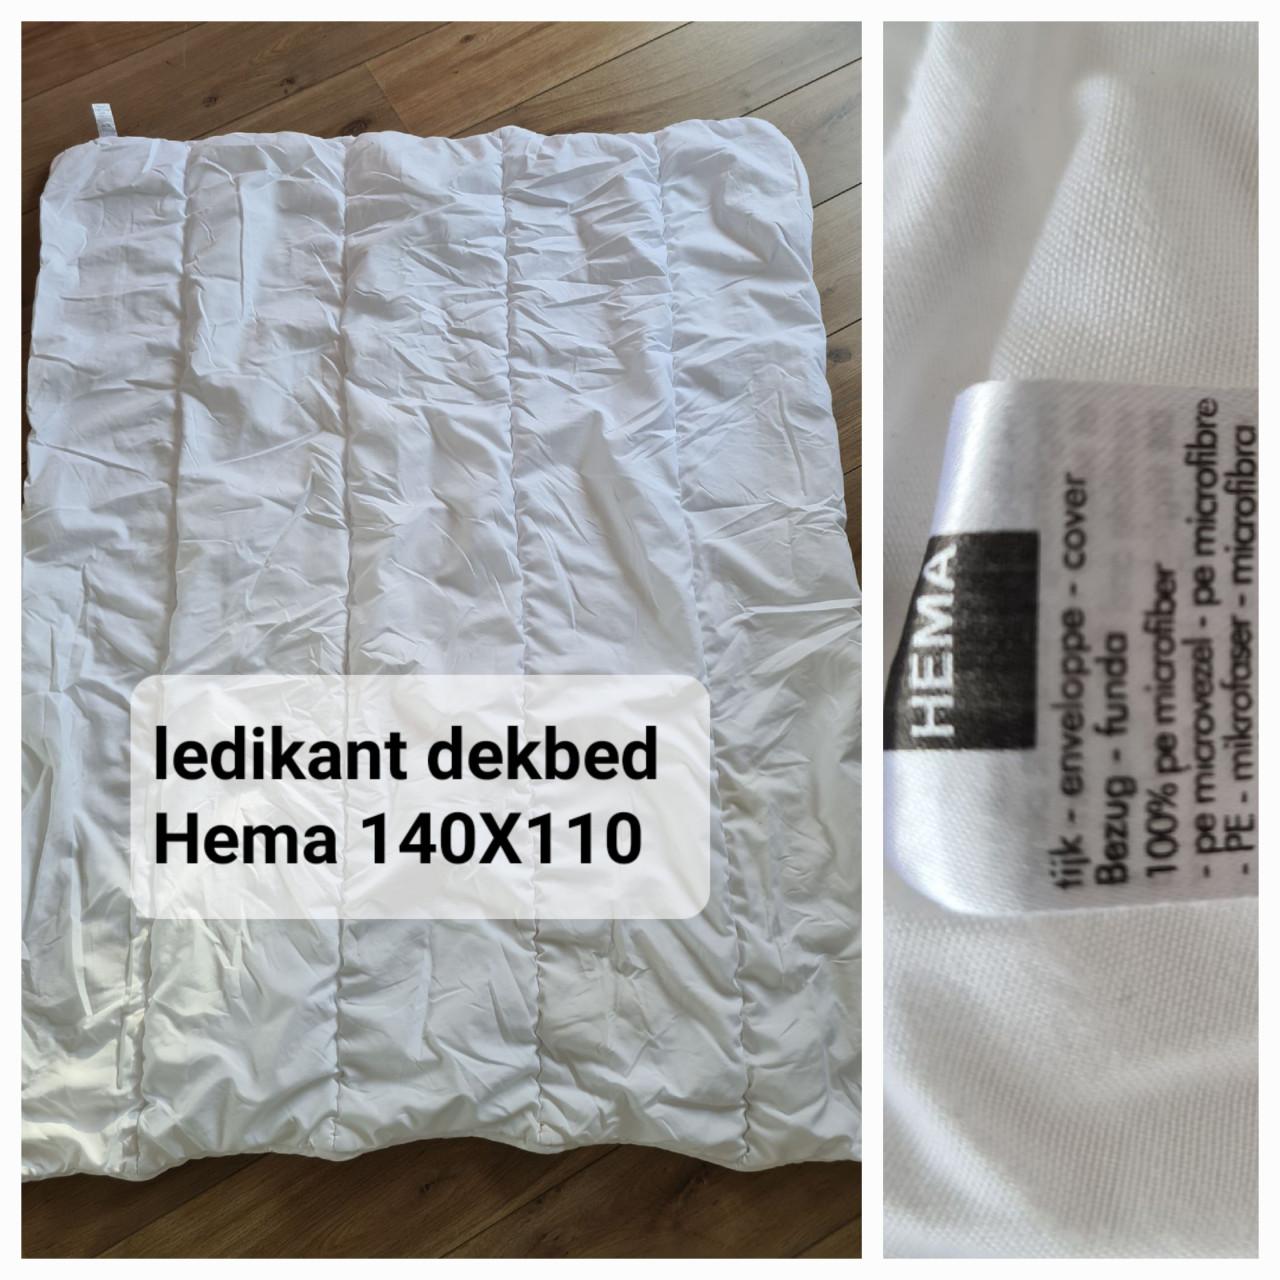 ledikant dekbed
Hema 140X110
HEMA
tijk - enveloppe - cover
Bezug - funda
100% pe microfiber
- pe microvezel - pe microfibre
- PE - mikrofaser - microfibra